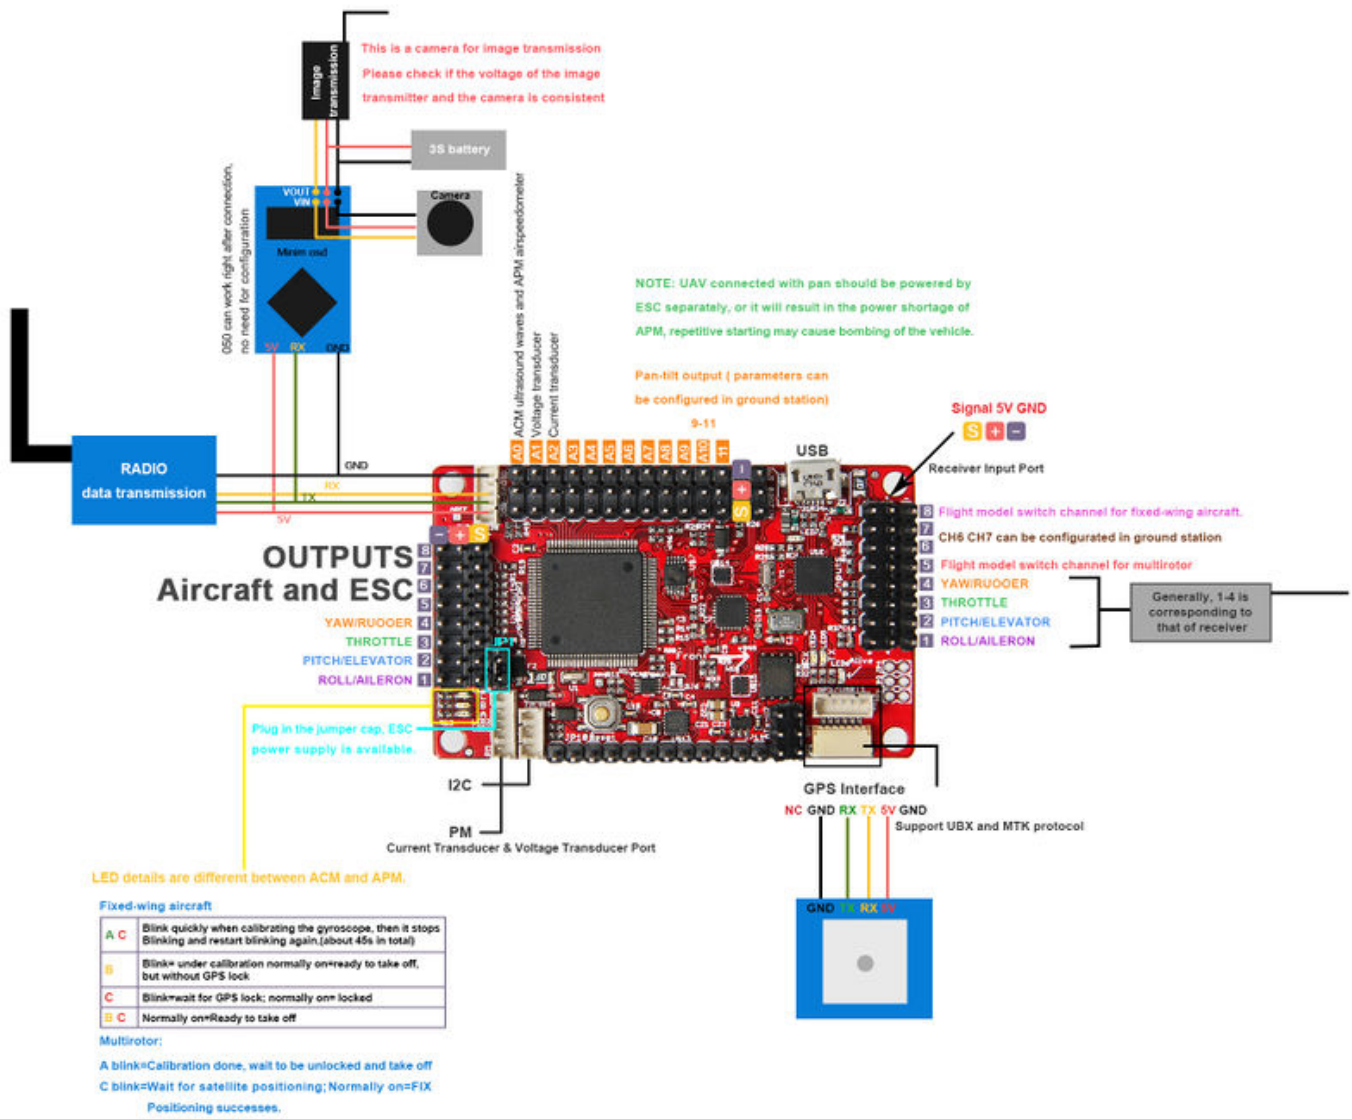 Image
transmission
This is a camera for image transmission
Please check if the voltage of the image
transmitter and the camera is consistent
3S battery
Camera
VOUT
VIN
Minim osd
5V RX GND
050 can work right after connection,
no need for configuration
ACM ultrasound waves and APM airspeedometer
Voltage transducer
Current transducer
NOTE: UAV connected with pan should be powered by
ESC separately, or it will result in the power shortage of
APM, repetitive starting may cause bombing of the vehicle.
Pan-tilt output ( parameters can
be configured in ground station)
9-11
A0 A1 A2 A3 A4 A5 A6 A7 A8 A9 A10 11
- + S
USB
Signal 5V GND
S + -
Receiver Input Port
RADIO
data transmission
GND
RX
TX
5V
- + S
OUTPUTS
Aircraft and ESC
8
7
6
5
YAW/RUOOER 4
THROTTLE 3
PITCH/ELEVATOR 2
ROLL/AILERON 1
8 Flight model switch channel for fixed-wing aircraft.
7
CH6 CH7 can be configurated in ground station
6
5 Flight model switch channel for multirotor
4 YAW/RUOOER
3 THROTTLE
2 PITCH/ELEVATOR
1 ROLL/AILERON
Generally, 1-4 is
corresponding to
that of receiver
JP1
Front
Plug in the jumper cap, ESC
power supply is available.
I2C
PM
Current Transducer & Voltage Transducer Port
GPS Interface
NC GND RX TX 5V GND
Support UBX and MTK protocol
GND TX RX 5V
LED details are different between ACM and APM.
Fixed-wing aircraft
A C Blink quickly when calibrating the gyroscope, then it stops
Blinking and restart blinking again.(about 45s in total)
B Blink= under calibration normally on=ready to take off,
but without GPS lock
C Blink=wait for GPS lock; normally on= locked
B C Normally on=Ready to take off
Multirotor:
A blink=Calibration done, wait to be unlocked and take off
C blink=Wait for satellite positioning; Normally on=FIX
Positioning successes.